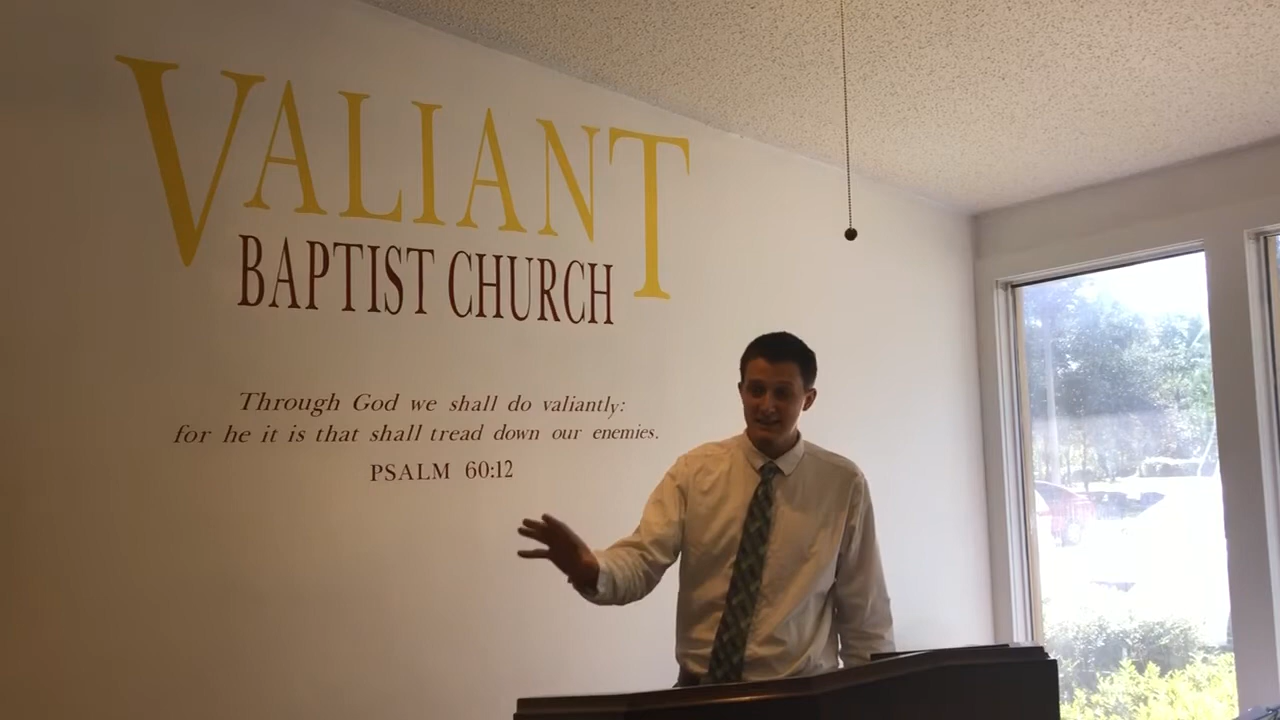 VALIANT
BAPTIST CHURCH
Through God we shall do valiantly:
for he it is that shall tread down our enemies.
PSALM 60:12